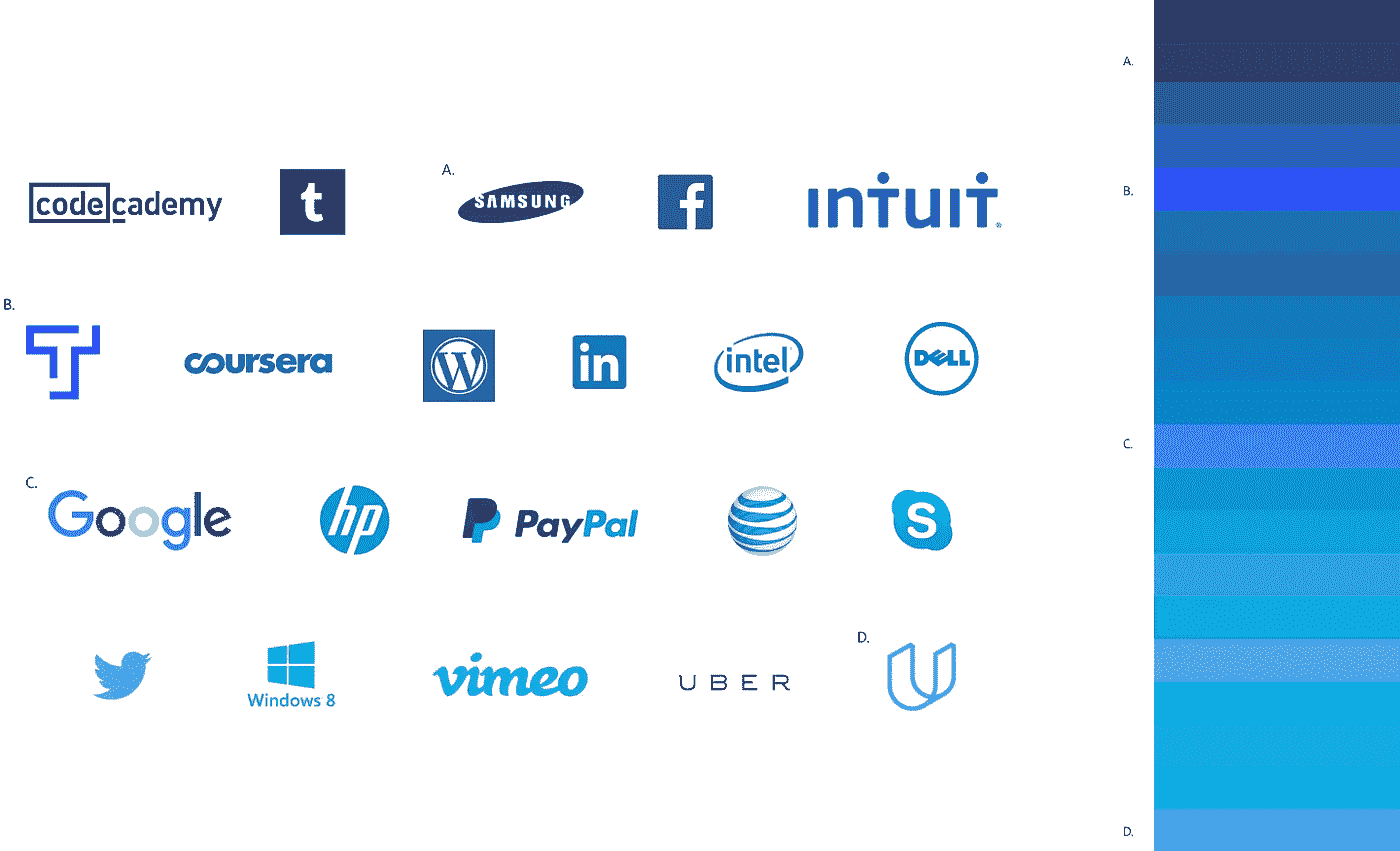 A.
A.
codecademy
t
SAMSUNG
f
INTUIT®
B.
B.
T
coursera
W
in
intel
DELL
C.
C.
Google
hp
P PayPal
S
D.
Windows 8
vimeo
UBER
U
D.